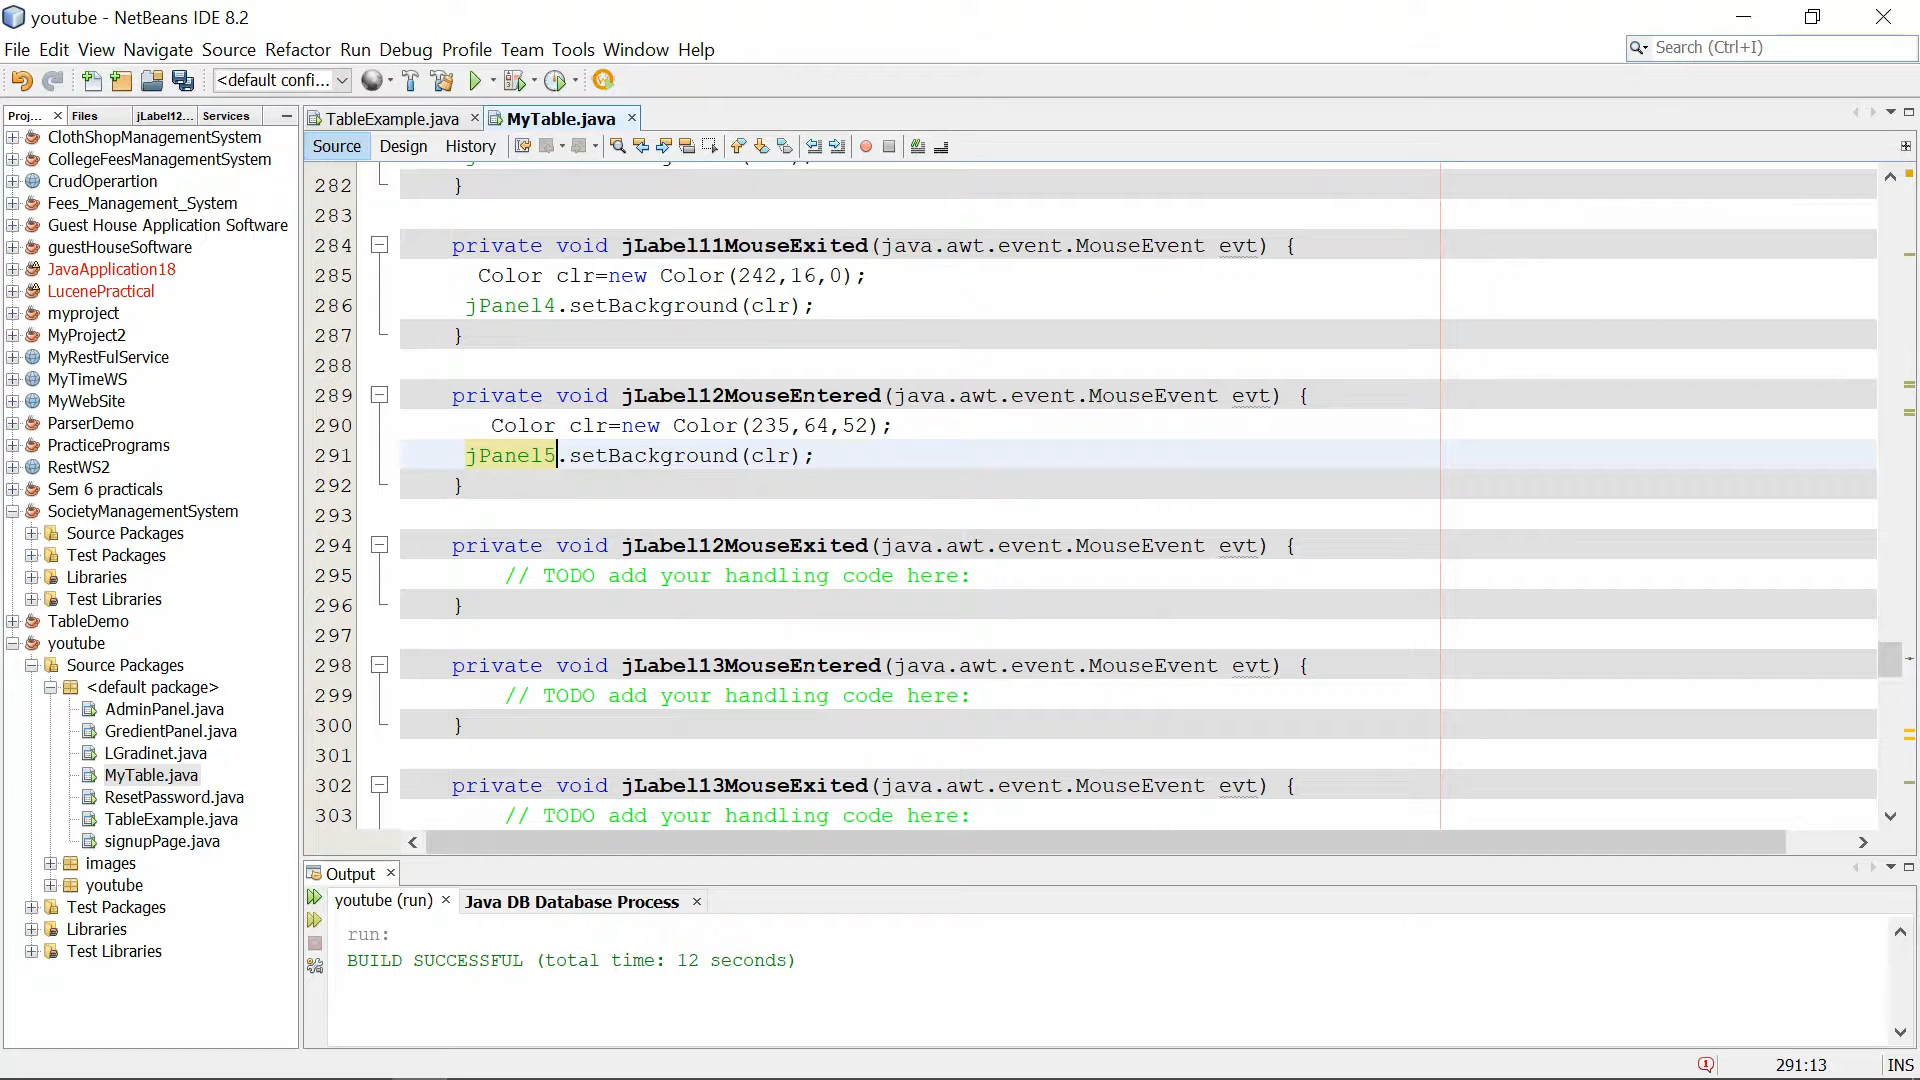 youtube - NetBeans IDE 8.2
File Edit View Navigate Source Refactor Run Debug Profile Team Tools Window Help
Search (Ctrl+I)
<default confi...
Proj... Files jLabel12... Services
ClothShopManagementSystem
CollegeFeesManagementSystem
CrudOperartion
Fees_Management_System
Guest House Application Software
guestHouseSoftware
JavaApplication18
LucenePractical
myproject
MyProject2
MyRestFulService
MyTimeWS
MyWebSite
ParserDemo
PracticePrograms
RestWS2
Sem 6 practicals
SocietyManagementSystem
Source Packages
Test Packages
Libraries
Test Libraries
TableDemo
youtube
Source Packages
<default package>
AdminPanel.java
GredientPanel.java
LGradinet.java
MyTable.java
ResetPassword.java
TableExample.java
signupPage.java
images
youtube
Test Packages
Libraries
Test Libraries
TableExample.java MyTable.java
Source Design History
282 }
283
284 private void jLabel11MouseExited(java.awt.event.MouseEvent evt) {
285 Color clr=new Color(242,16,0);
286 jPanel4.setBackground(clr);
287 }
288
289 private void jLabel12MouseEntered(java.awt.event.MouseEvent evt) {
290 Color clr=new Color(235,64,52);
291 jPanel5.setBackground(clr);
292 }
293
294 private void jLabel12MouseExited(java.awt.event.MouseEvent evt) {
295 // TODO add your handling code here:
296 }
297
298 private void jLabel13MouseEntered(java.awt.event.MouseEvent evt) {
299 // TODO add your handling code here:
300 }
301
302 private void jLabel13MouseExited(java.awt.event.MouseEvent evt) {
303 // TODO add your handling code here:
Output
youtube (run) Java DB Database Process
run:
BUILD SUCCESSFUL (total time: 12 seconds)
291:13 INS